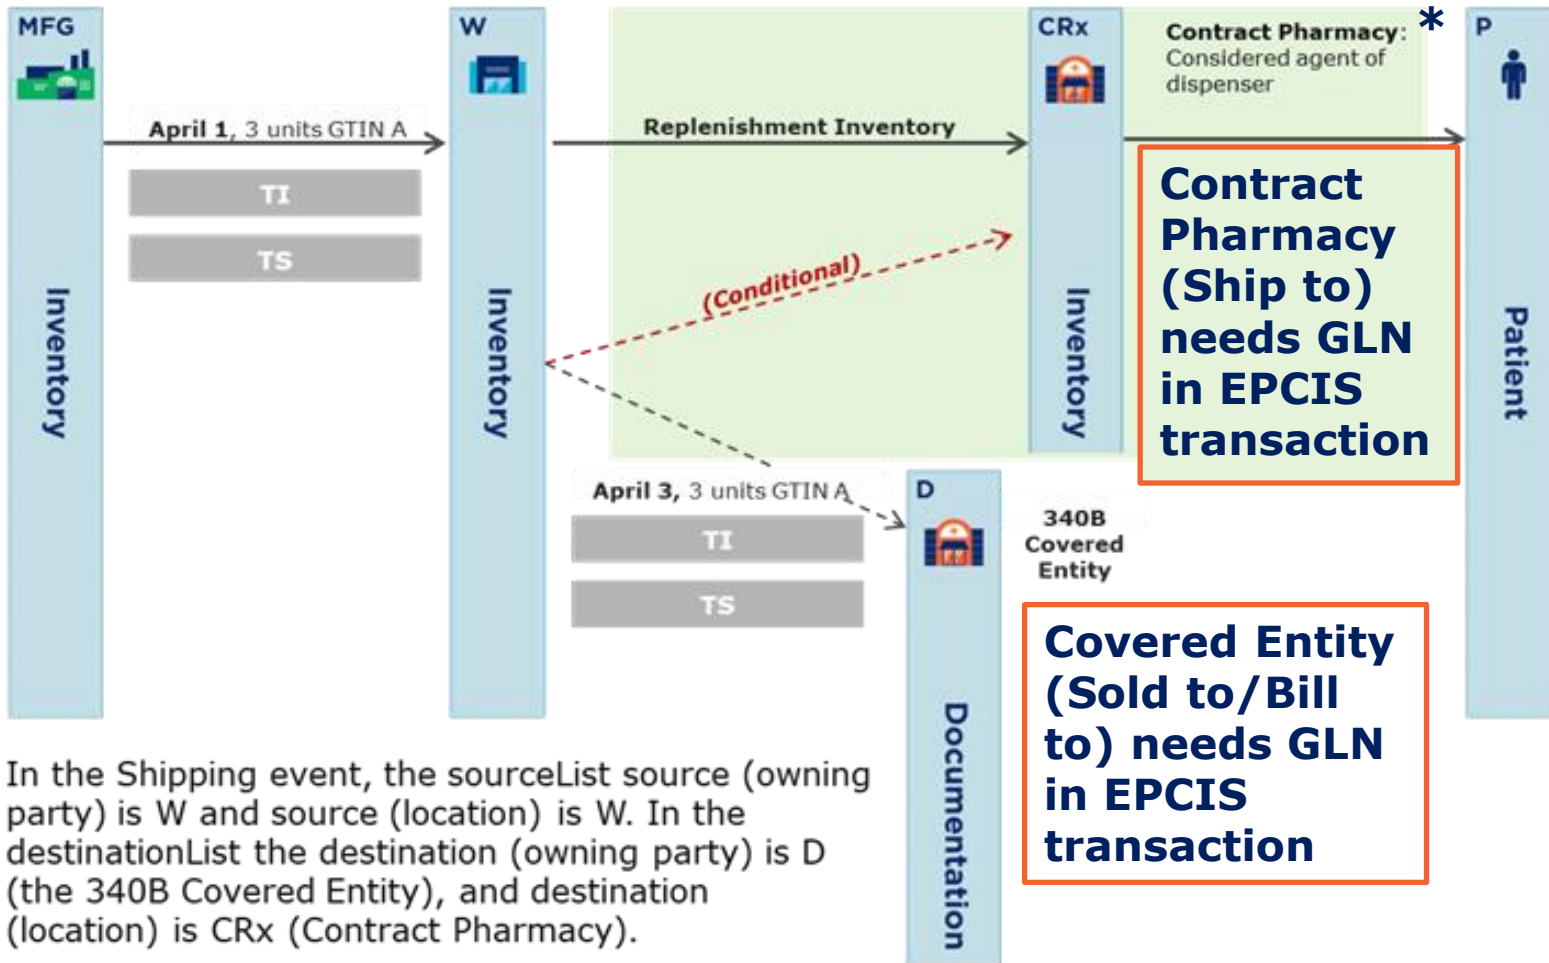 MFG
W
CRx
Contract Pharmacy:
Considered agent of
dispenser
*
P
April 1, 3 units GTIN A
TI
TS
Replenishment Inventory
(Conditional)
Inventory
Inventory
Inventory
Patient
Contract
Pharmacy
(Ship to)
needs GLN
in EPCIS
transaction
April 3, 3 units GTIN A
TI
TS
D
340B
Covered
Entity
Documentation
Covered Entity
(Sold to/Bill
to) needs GLN
in EPCIS
transaction
In the Shipping event, the sourceList source (owning
party) is W and source (location) is W. In the
destinationList the destination (owning party) is D
(the 340B Covered Entity), and destination
(location) is CRx (Contract Pharmacy).